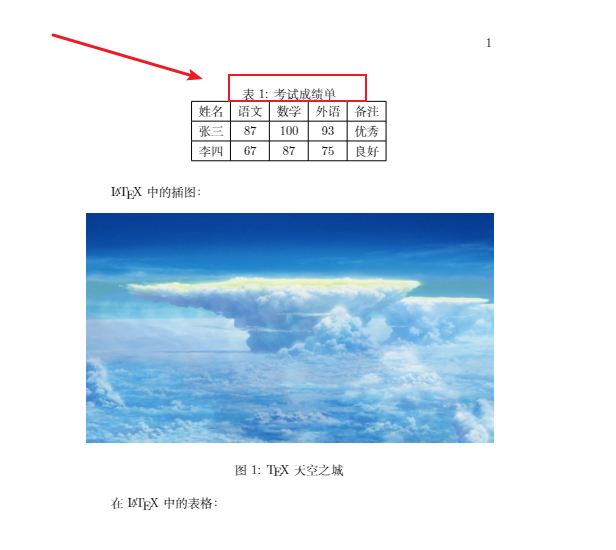 1
表 1: 考试成绩单
姓名 语文 数学 外语 备注
张三 87 100 93 优秀
李四 67 87 75 良好
LATEX 中的插图：
图 1: TEX 天空之城
在 LATEX 中的表格：